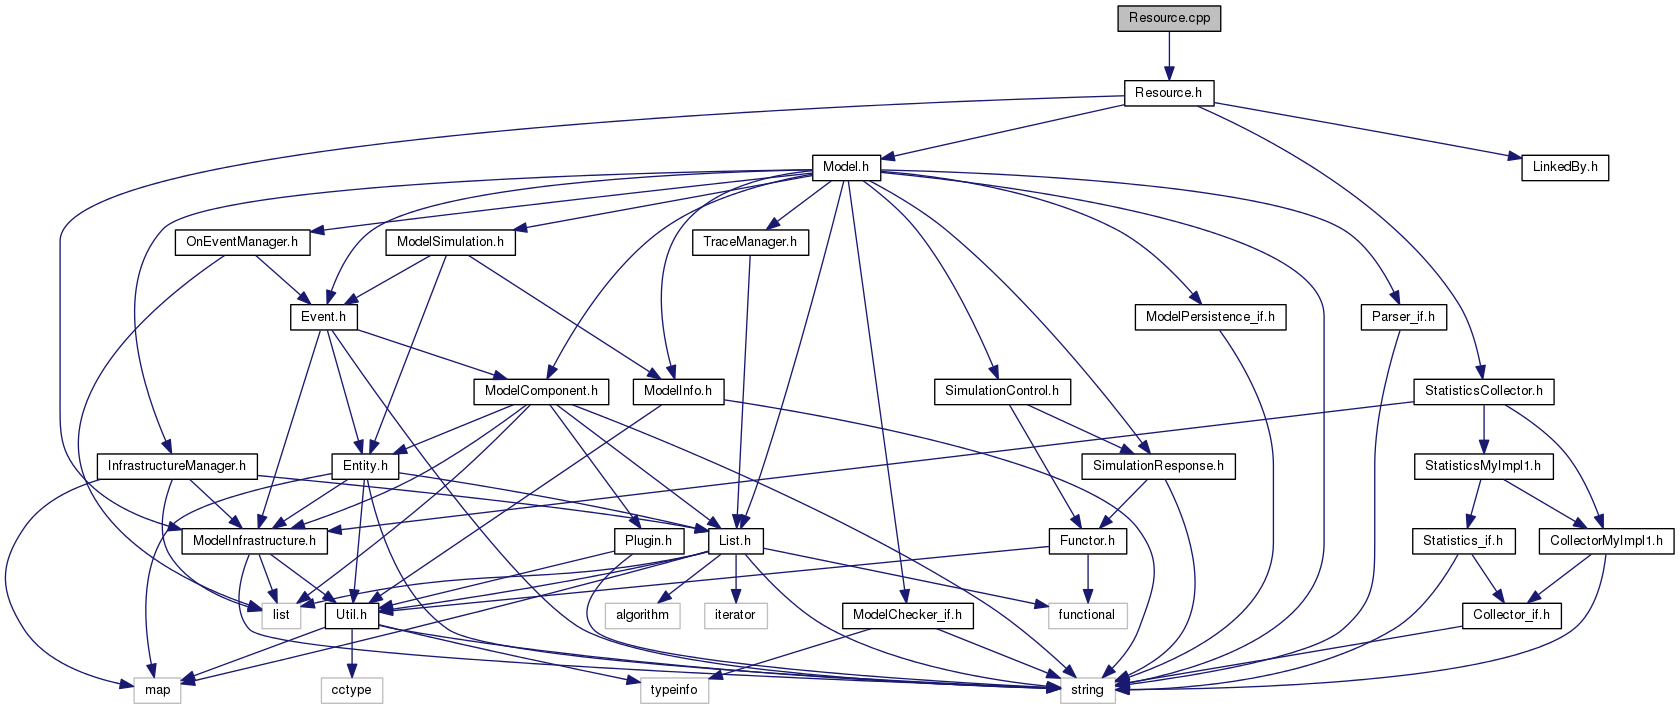 Resource.cpp
Resource.h
Model.h
LinkedBy.h
OnEventManager.h
ModelSimulation.h
TraceManager.h
Event.h
ModelPersistence_if.h
Parser_if.h
ModelComponent.h
ModelInfo.h
SimulationControl.h
StatisticsCollector.h
InfrastructureManager.h
Entity.h
SimulationResponse.h
StatisticsMyImpl1.h
ModelInfrastructure.h
Plugin.h
List.h
Functor.h
Statistics_if.h
CollectorMyImpl1.h
list
Util.h
algorithm
iterator
ModelChecker_if.h
functional
Collector_if.h
map
cctype
typeinfo
string